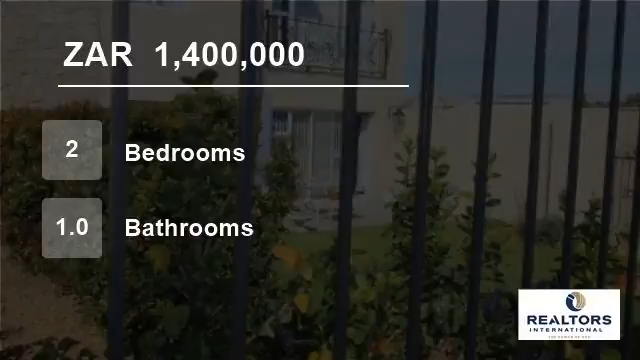 ZAR 1,400,000
2 Bedrooms
1.0 Bathrooms
REALTORS
INTERNATIONAL